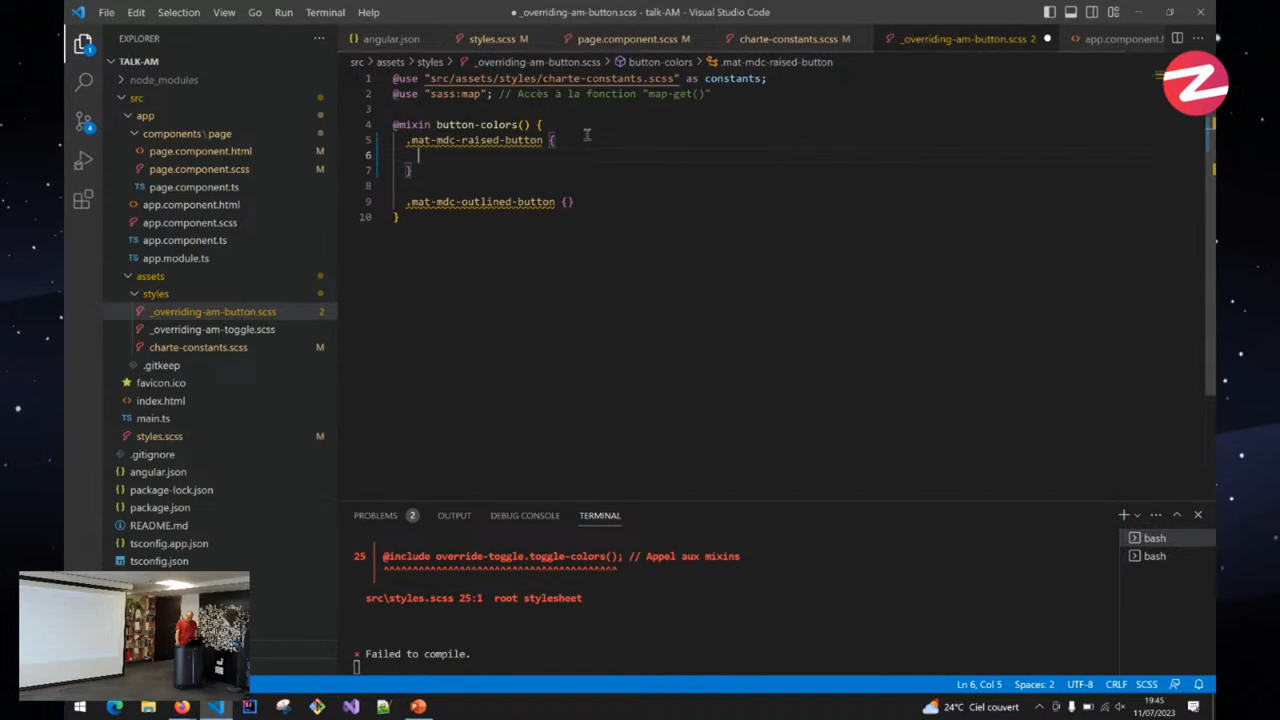 File Edit Selection View Go Run Terminal Help
● _overriding-am-button.scss - talk-AM - Visual Studio Code
EXPLORER
TALK-AM
node_modules
src
app
components\page
page.component.html
page.component.scss
page.component.ts
app.component.html
app.component.scss
app.component.ts
app.module.ts
assets
styles
_overriding-am-button.scss 2
_overriding-am-toggle.scss
charte-constants.scss M
.gitkeep
favicon.ico
index.html
main.ts
styles.scss M
.gitignore
angular.json
package-lock.json
package.json
README.md
tsconfig.app.json
tsconfig.json
angular.json styles.scss M page.component.scss M charte-constants.scss M _overriding-am-button.scss 2 app.component.h
src > assets > styles > _overriding-am-button.scss > button-colors > .mat-mdc-raised-button
1 @use "src/assets/styles/charte-constants.scss" as constants;
2 @use "sass:map"; // Accès à la fonction "map-get()"
3
4 @mixin button-colors() {
5 .mat-mdc-raised-button {
6
7 }
8
9 .mat-mdc-outlined-button {}
10 }
PROBLEMS 2 OUTPUT DEBUG CONSOLE TERMINAL
bash
bash
25 | @include override-toggle.toggle-colors(); // Appel aux mixins
| ^^^^^^^^^^^^^^^^^^^^^^^^^^^^^^^^^^^^^^^^
src\styles.scss 25:1 root stylesheet
× Failed to compile.
Ln 6, Col 5 Spaces: 2 UTF-8 CRLF SCSS
24°C Ciel couvert
19:45
11/07/2023